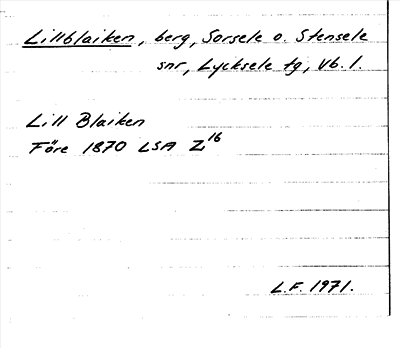 Lillblaiken, berg, Sorsele o. Stensele
snr, Lycksele tg, Vb. l.
Lill Blaiken
Före 1870 LSA Z¹⁶
L.F. 1971.